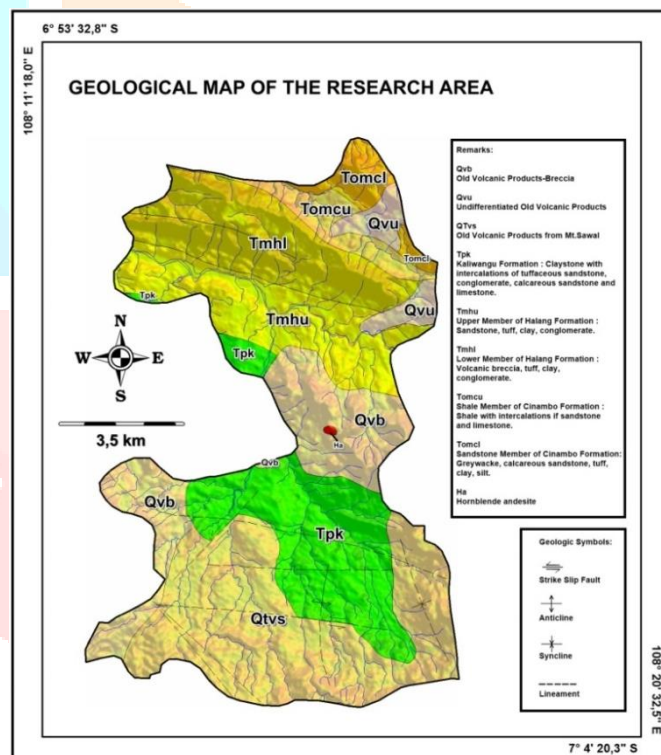 6° 53' 32,8" S
108° 11' 18,0" E
GEOLOGICAL MAP OF THE RESEARCH AREA
Tomcl
Tomcu
Qvu
Tmhl
Tomcl
Tpk
Qvu
Tmhu
Tpk
N
W E
S
3,5 km
Qvb
Ha
Qvb
Qvb
Tpk
Qtvs
Remarks:
Qvb
Old Volcanic Products-Breccia
Qvu
Undifferentiated Old Volcanic Products
QTvs
Old Volcanic Products from Mt.Sawal
Tpk
Kaliwangu Formation : Claystone with
intercalations of tuffaceous sandstone,
conglomerate, calcareous sandstone and
limestone.
Tmhu
Upper Member of Halang Formation :
Sandstone, tuff, clay, conglomerate.
Tmhl
Lower Member of Halang Formation :
Volcanic breccia, tuff, clay,
conglomerate.
Tomcu
Shale Member of Cinambo Formation :
Shale with intercalations if sandstone
and limestone.
Tomcl
Sandstone Member of Cinambo Formation:
Greywacke, calcareous sandstone, tuff,
clay, silt.
Ha
Hornblende andesite
Geologic Symbols:
Strike Slip Fault
Anticline
Syncline
Lineament
108° 20' 32,5" E
7° 4' 20,3" S